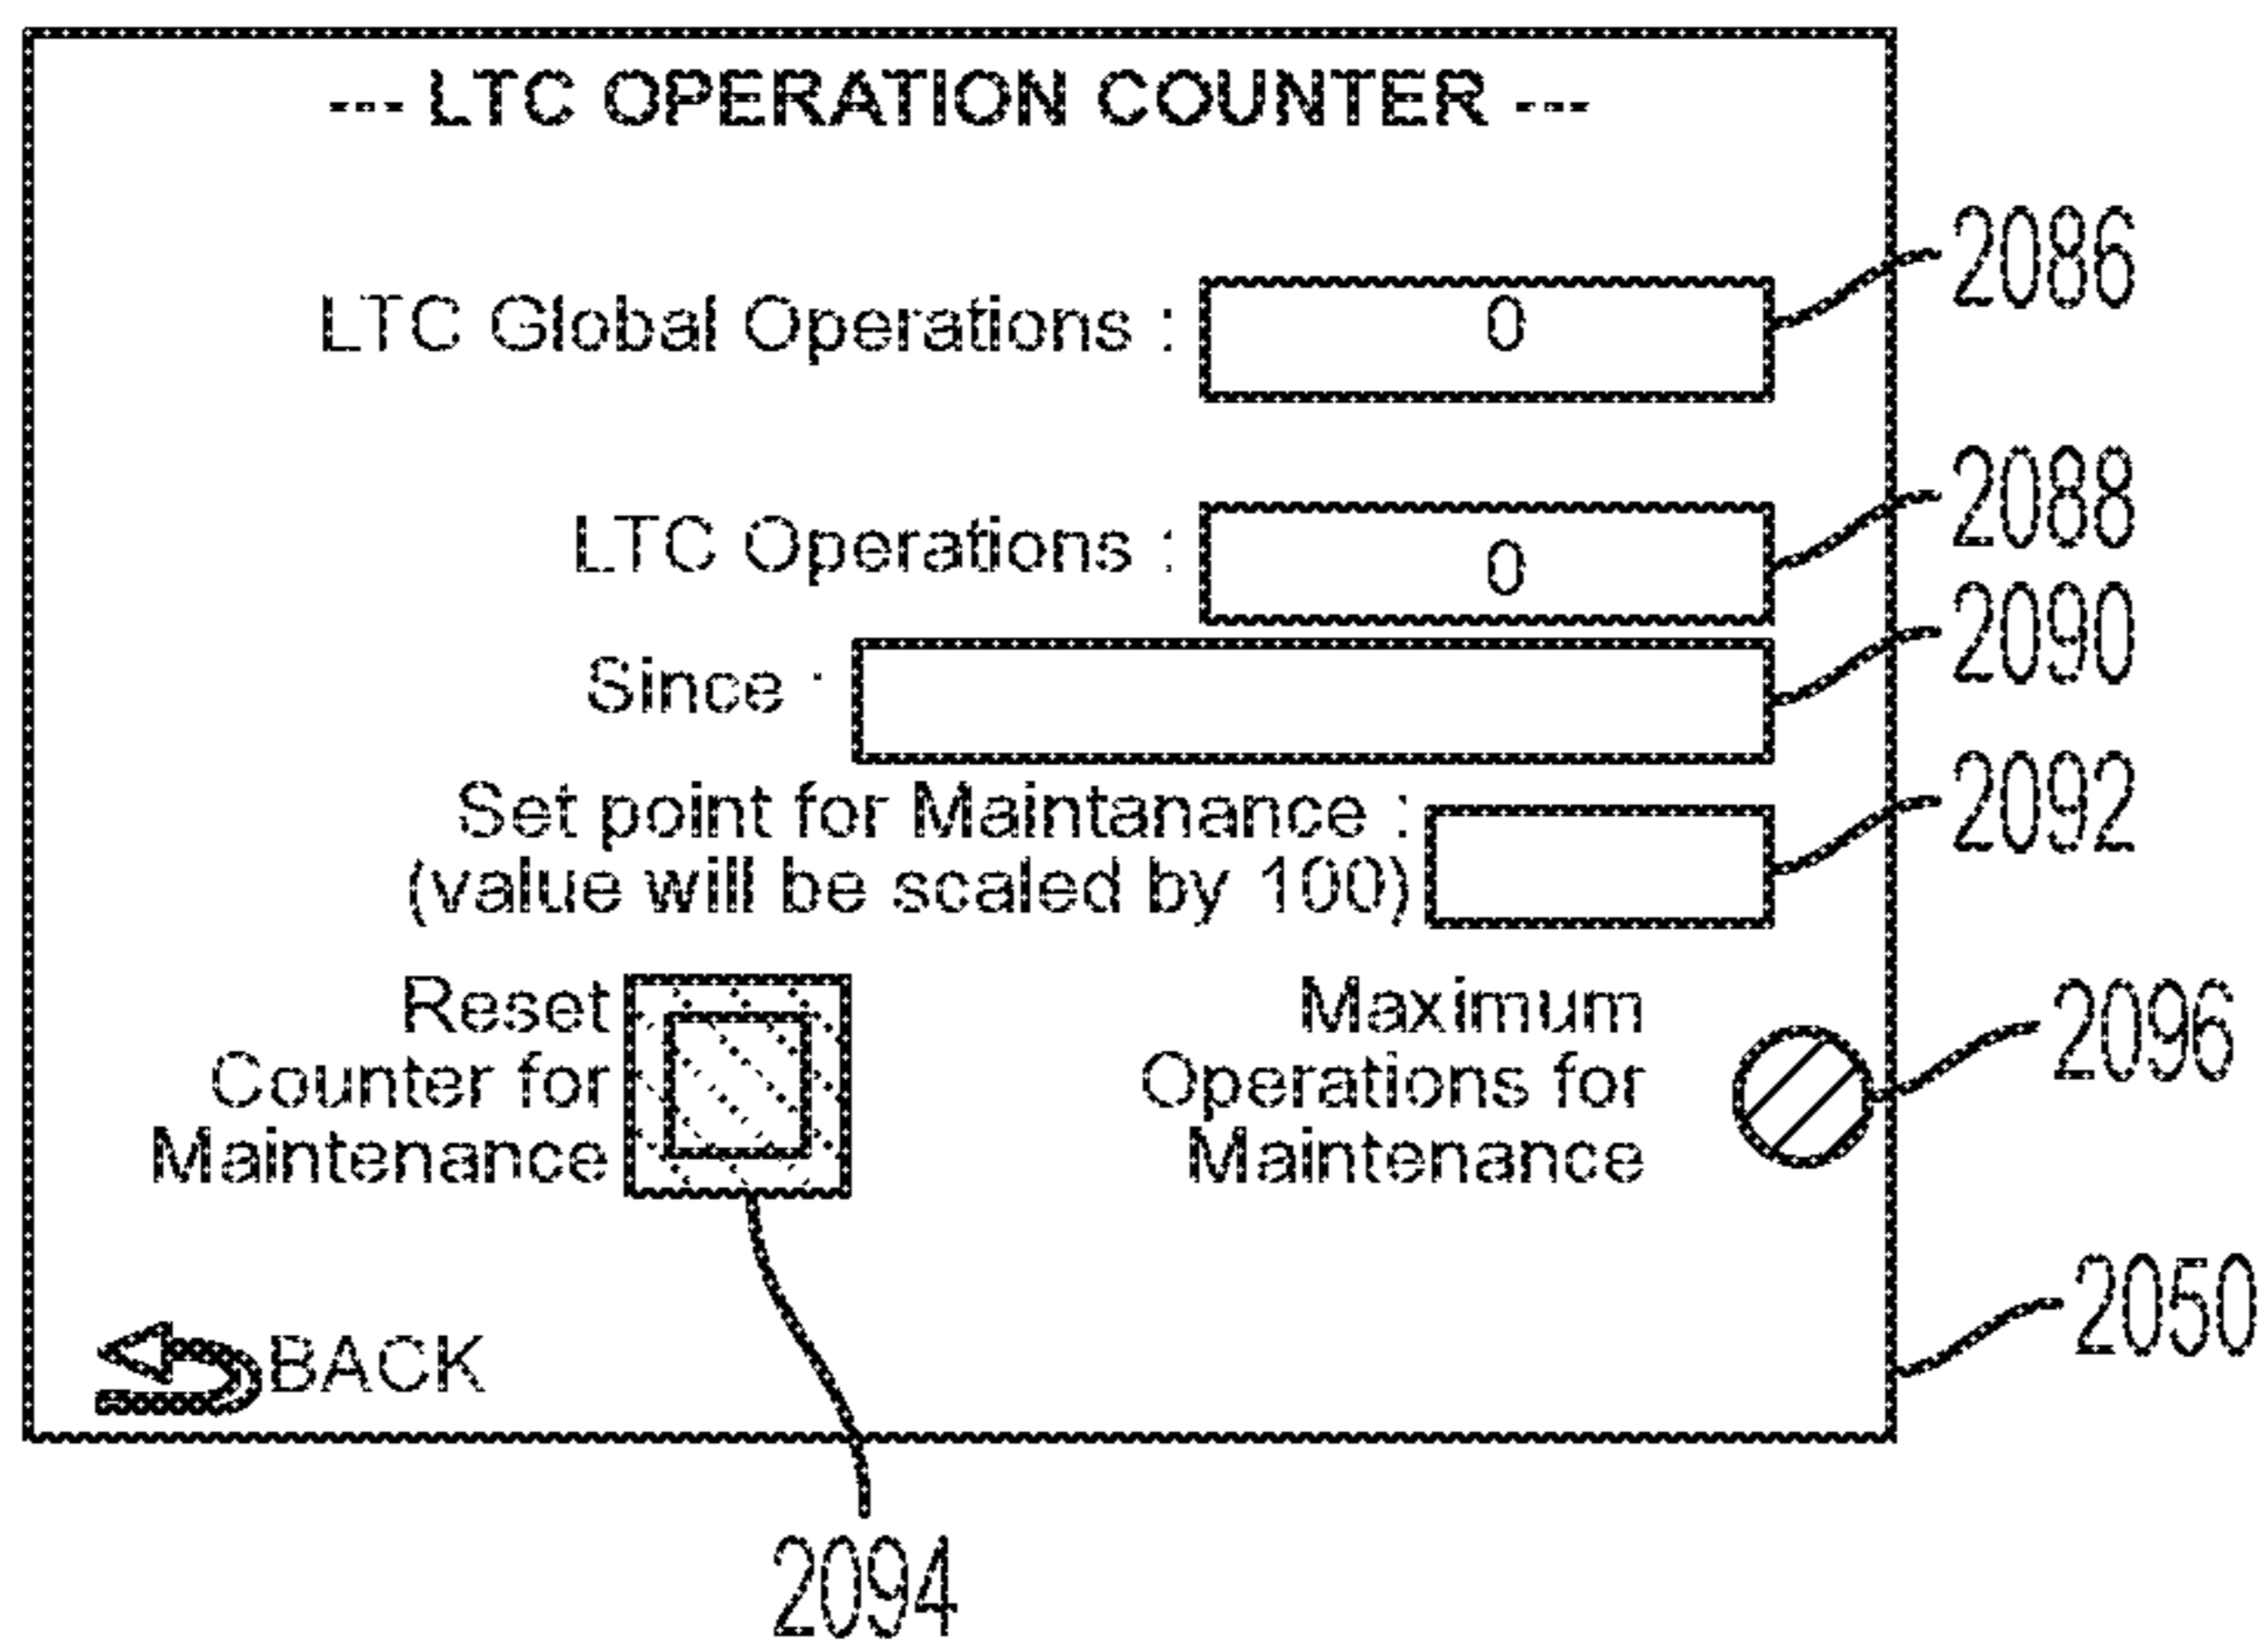 --- LTC OPERATION COUNTER ---
2086
LTC Global Operations : 0
2088
LTC Operations : 0
2090
Since :
2092
Set point for Maintanance :
(value will be scaled by 100)
Reset
Counter for
Maintenance
Maximum
Operations for
Maintenance
2096
2050
BACK
2094